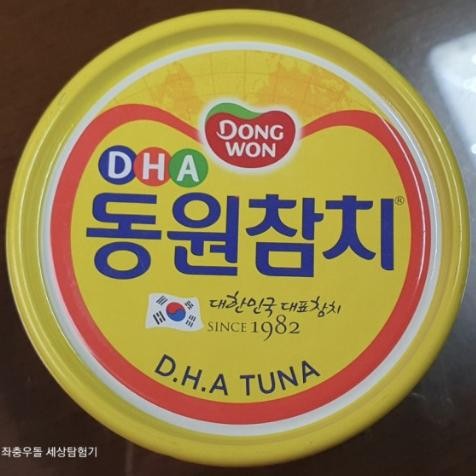 DONG
WON
DHA
동원참치®
대한민국 대표참치
SINCE 1982
D.H.A TUNA
좌충우돌 세상탐험기